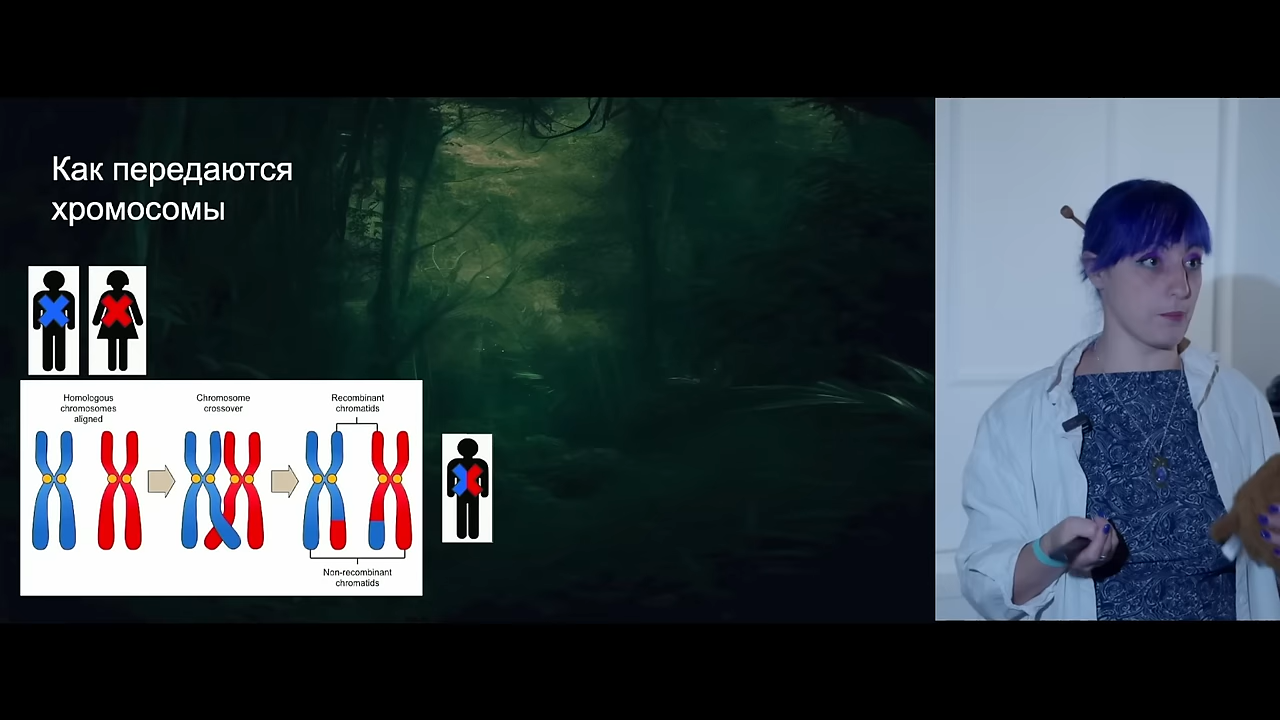 Как передаются
хромосомы
Homologous
chromosomes
aligned
Chromosome
crossover
Recombinant
chromatids
Non-recombinant
chromatids